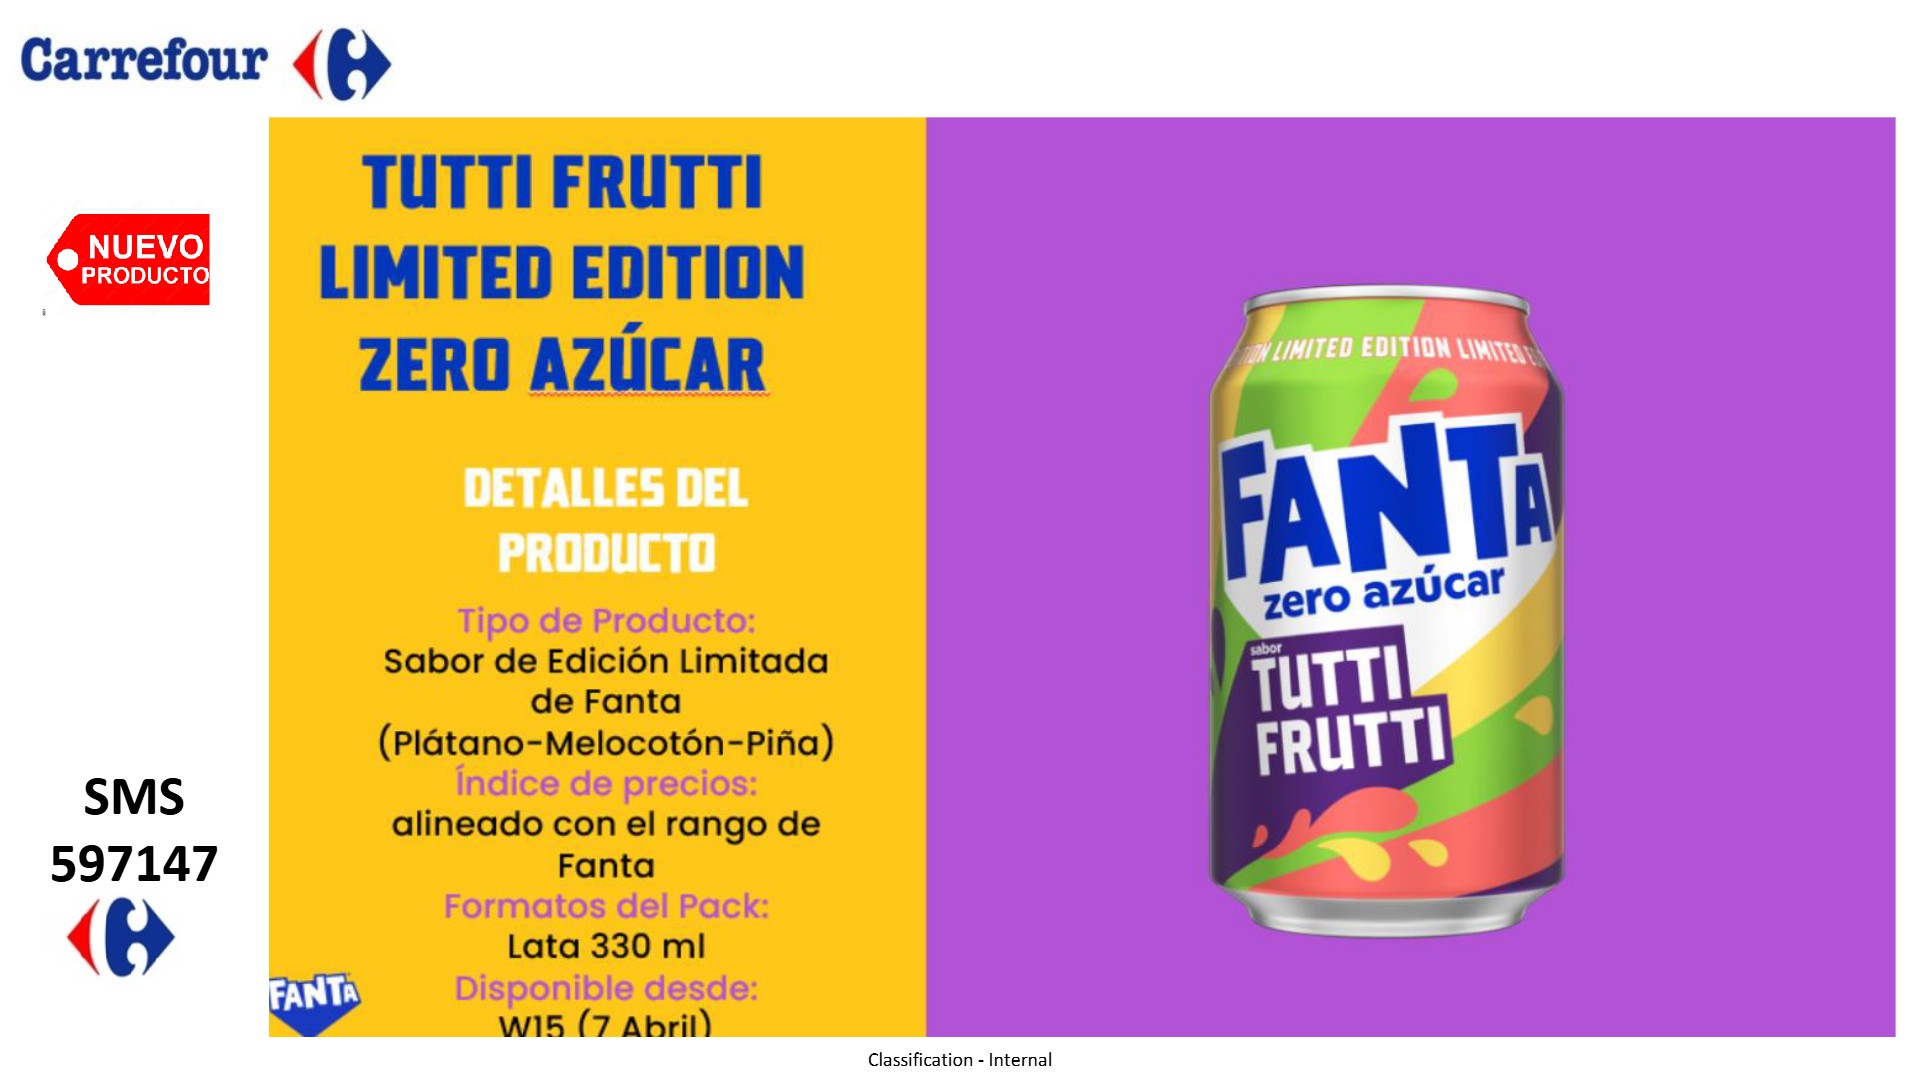 Carrefour
NUEVO
PRODUCTO
SMS
597147
TUTTI FRUTTI
LIMITED EDITION
ZERO AZÚCAR
DETALLES DEL
PRODUCTO
Tipo de Producto:
Sabor de Edición Limitada
de Fanta
(Plátano-Melocotón-Piña)
Índice de precios:
alineado con el rango de
Fanta
Formatos del Pack:
Lata 330 ml
Disponible desde:
W15 (7 Abril)
FANTA
LIMITED EDITION LIMITED
FANTA
zero azúcar
sabor
TUTTI
FRUTTI
Classification - Internal